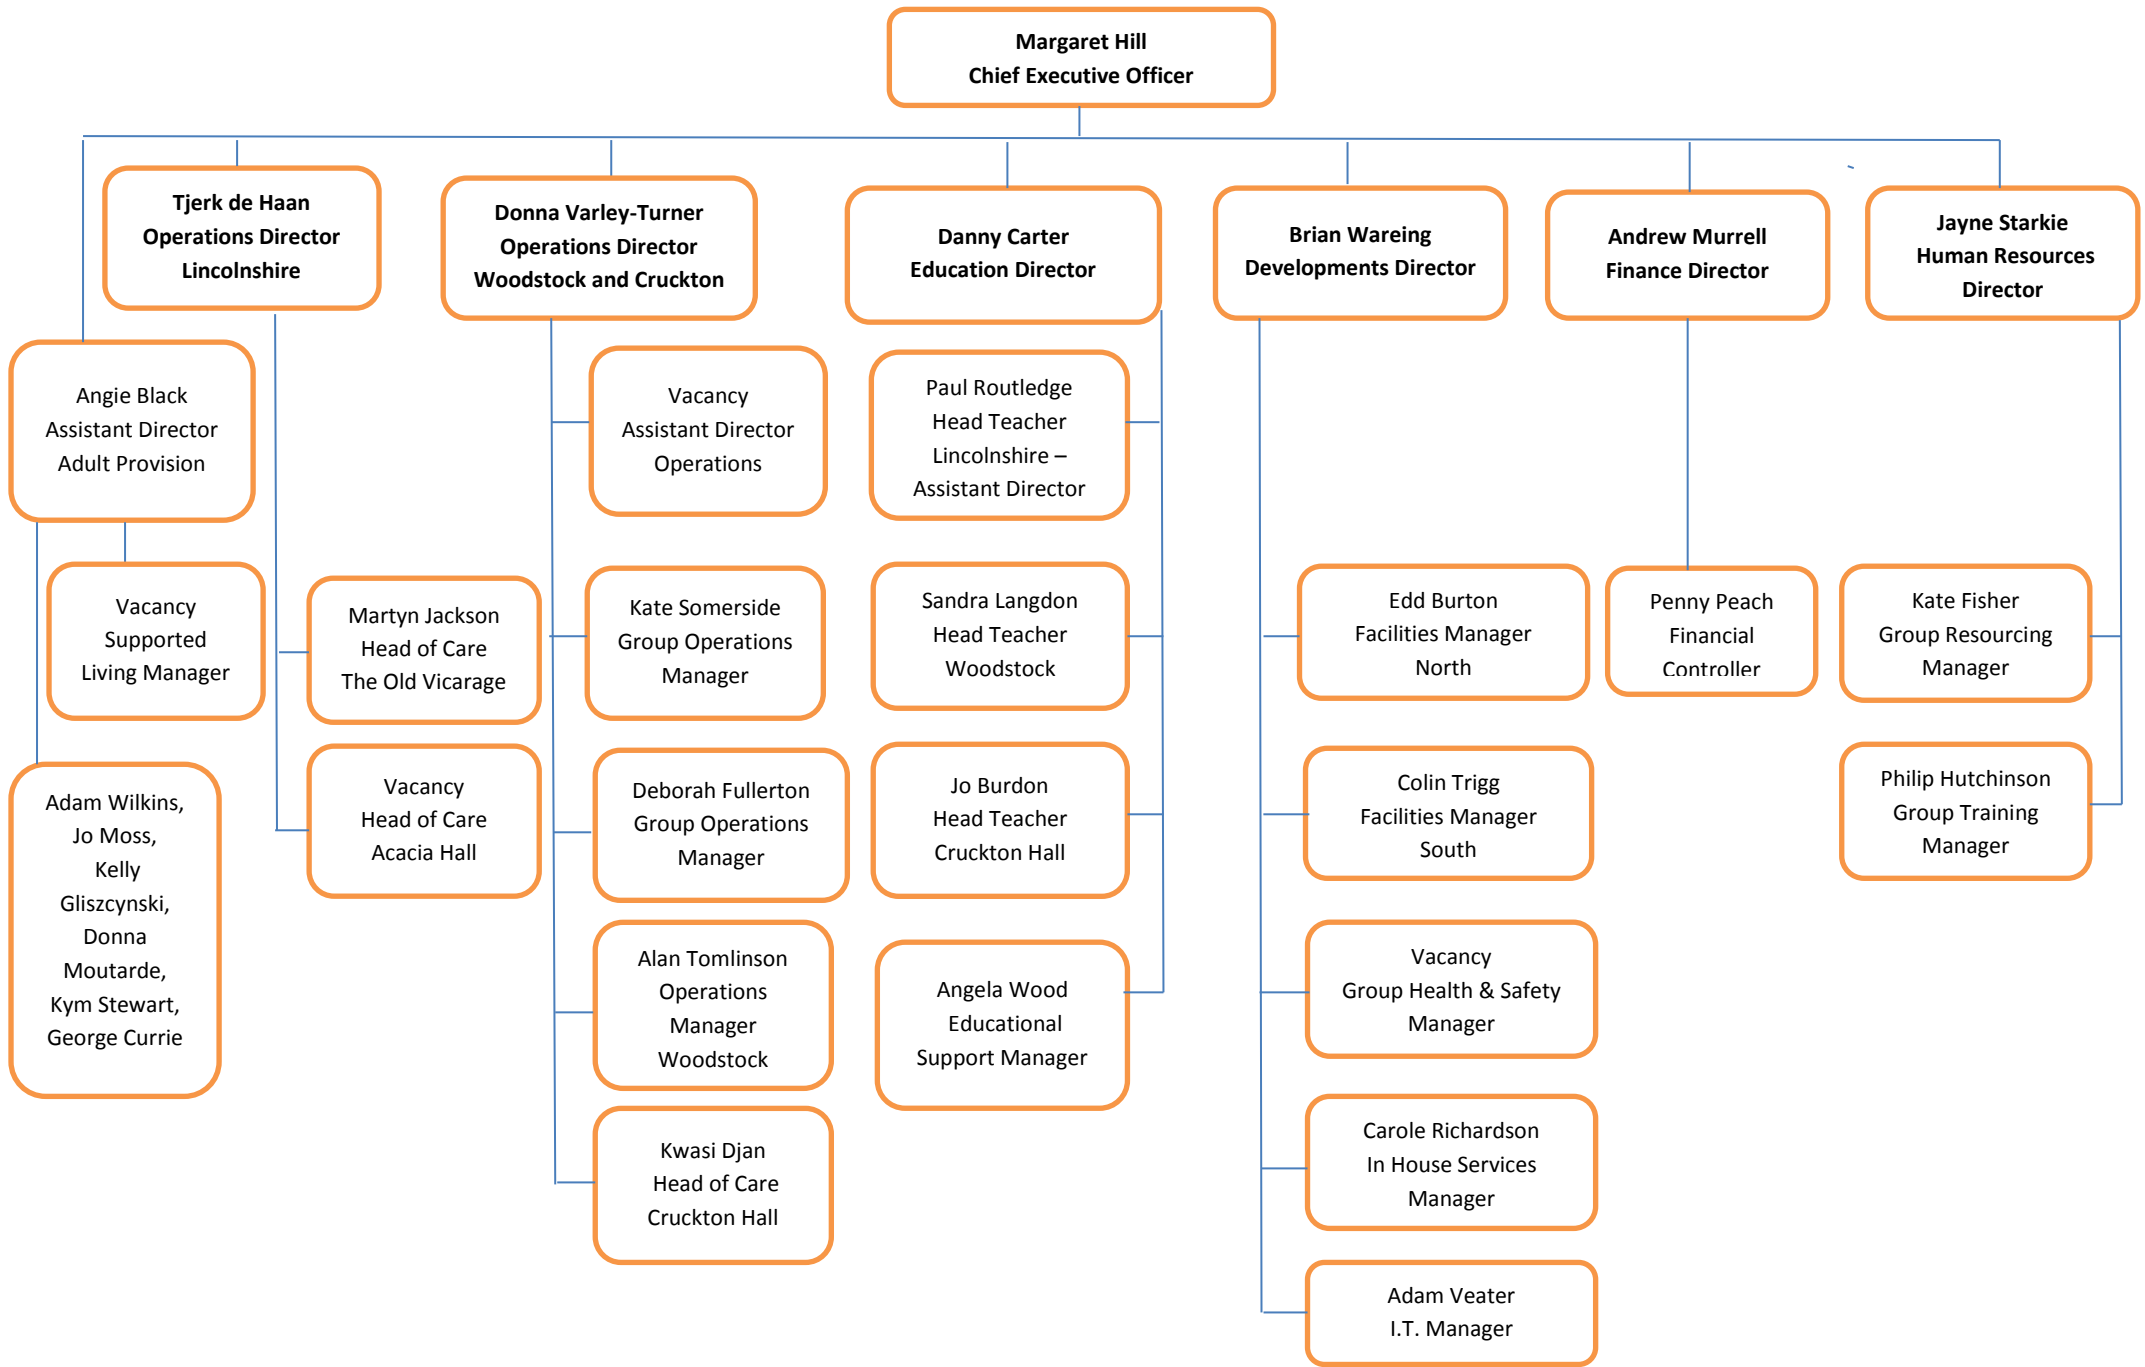 Margaret Hill
Chief Executive Officer
Tjerk de Haan
Operations Director
Lincolnshire
Donna Varley-Turner
Operations Director
Woodstock and Cruckton
Danny Carter
Education Director
Brian Wareing
Developments Director
Andrew Murrell
Finance Director
Jayne Starkie
Human Resources
Director
Angie Black
Assistant Director
Adult Provision
Vacancy
Assistant Director
Operations
Paul Routledge
Head Teacher
Lincolnshire –
Assistant Director
Vacancy
Supported
Living Manager
Martyn Jackson
Head of Care
The Old Vicarage
Kate Somerside
Group Operations
Manager
Sandra Langdon
Head Teacher
Woodstock
Edd Burton
Facilities Manager
North
Penny Peach
Financial
Controller
Kate Fisher
Group Resourcing
Manager
Adam Wilkins,
Jo Moss,
Kelly
Gliszcynski,
Donna
Moutarde,
Kym Stewart,
George Currie
Vacancy
Head of Care
Acacia Hall
Deborah Fullerton
Group Operations
Manager
Jo Burdon
Head Teacher
Cruckton Hall
Colin Trigg
Facilities Manager
South
Philip Hutchinson
Group Training
Manager
Alan Tomlinson
Operations
Manager
Woodstock
Angela Wood
Educational
Support Manager
Vacancy
Group Health & Safety
Manager
Kwasi Djan
Head of Care
Cruckton Hall
Carole Richardson
In House Services
Manager
Adam Veater
I.T. Manager